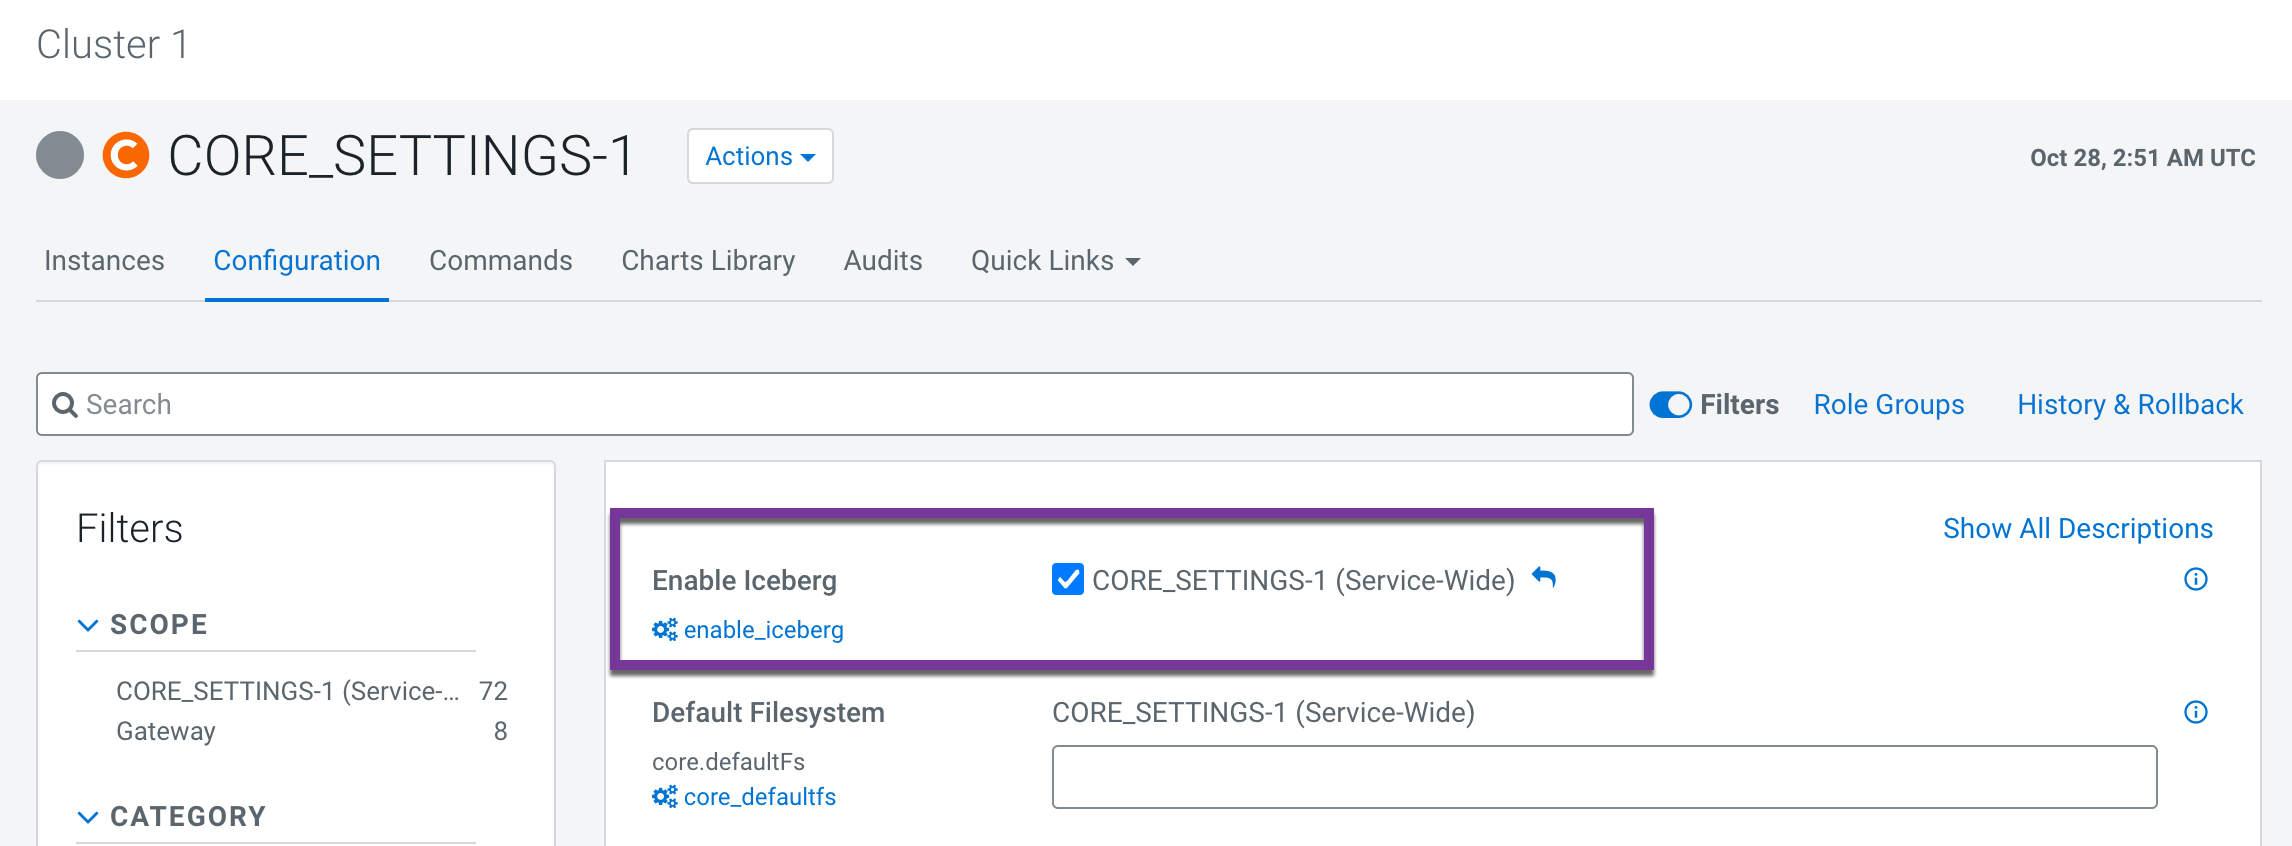 Cluster 1
CORE_SETTINGS-1
Actions
Oct 28, 2:51 AM UTC
Instances Configuration Commands Charts Library Audits Quick Links
Search
Filters Role Groups History & Rollback
Filters
SCOPE
CORE_SETTINGS-1 (Service-... 72
Gateway 8
CATEGORY
Show All Descriptions
Enable Iceberg CORE_SETTINGS-1 (Service-Wide)
enable_iceberg
Default Filesystem CORE_SETTINGS-1 (Service-Wide)
core.defaultFs
core_defaultfs